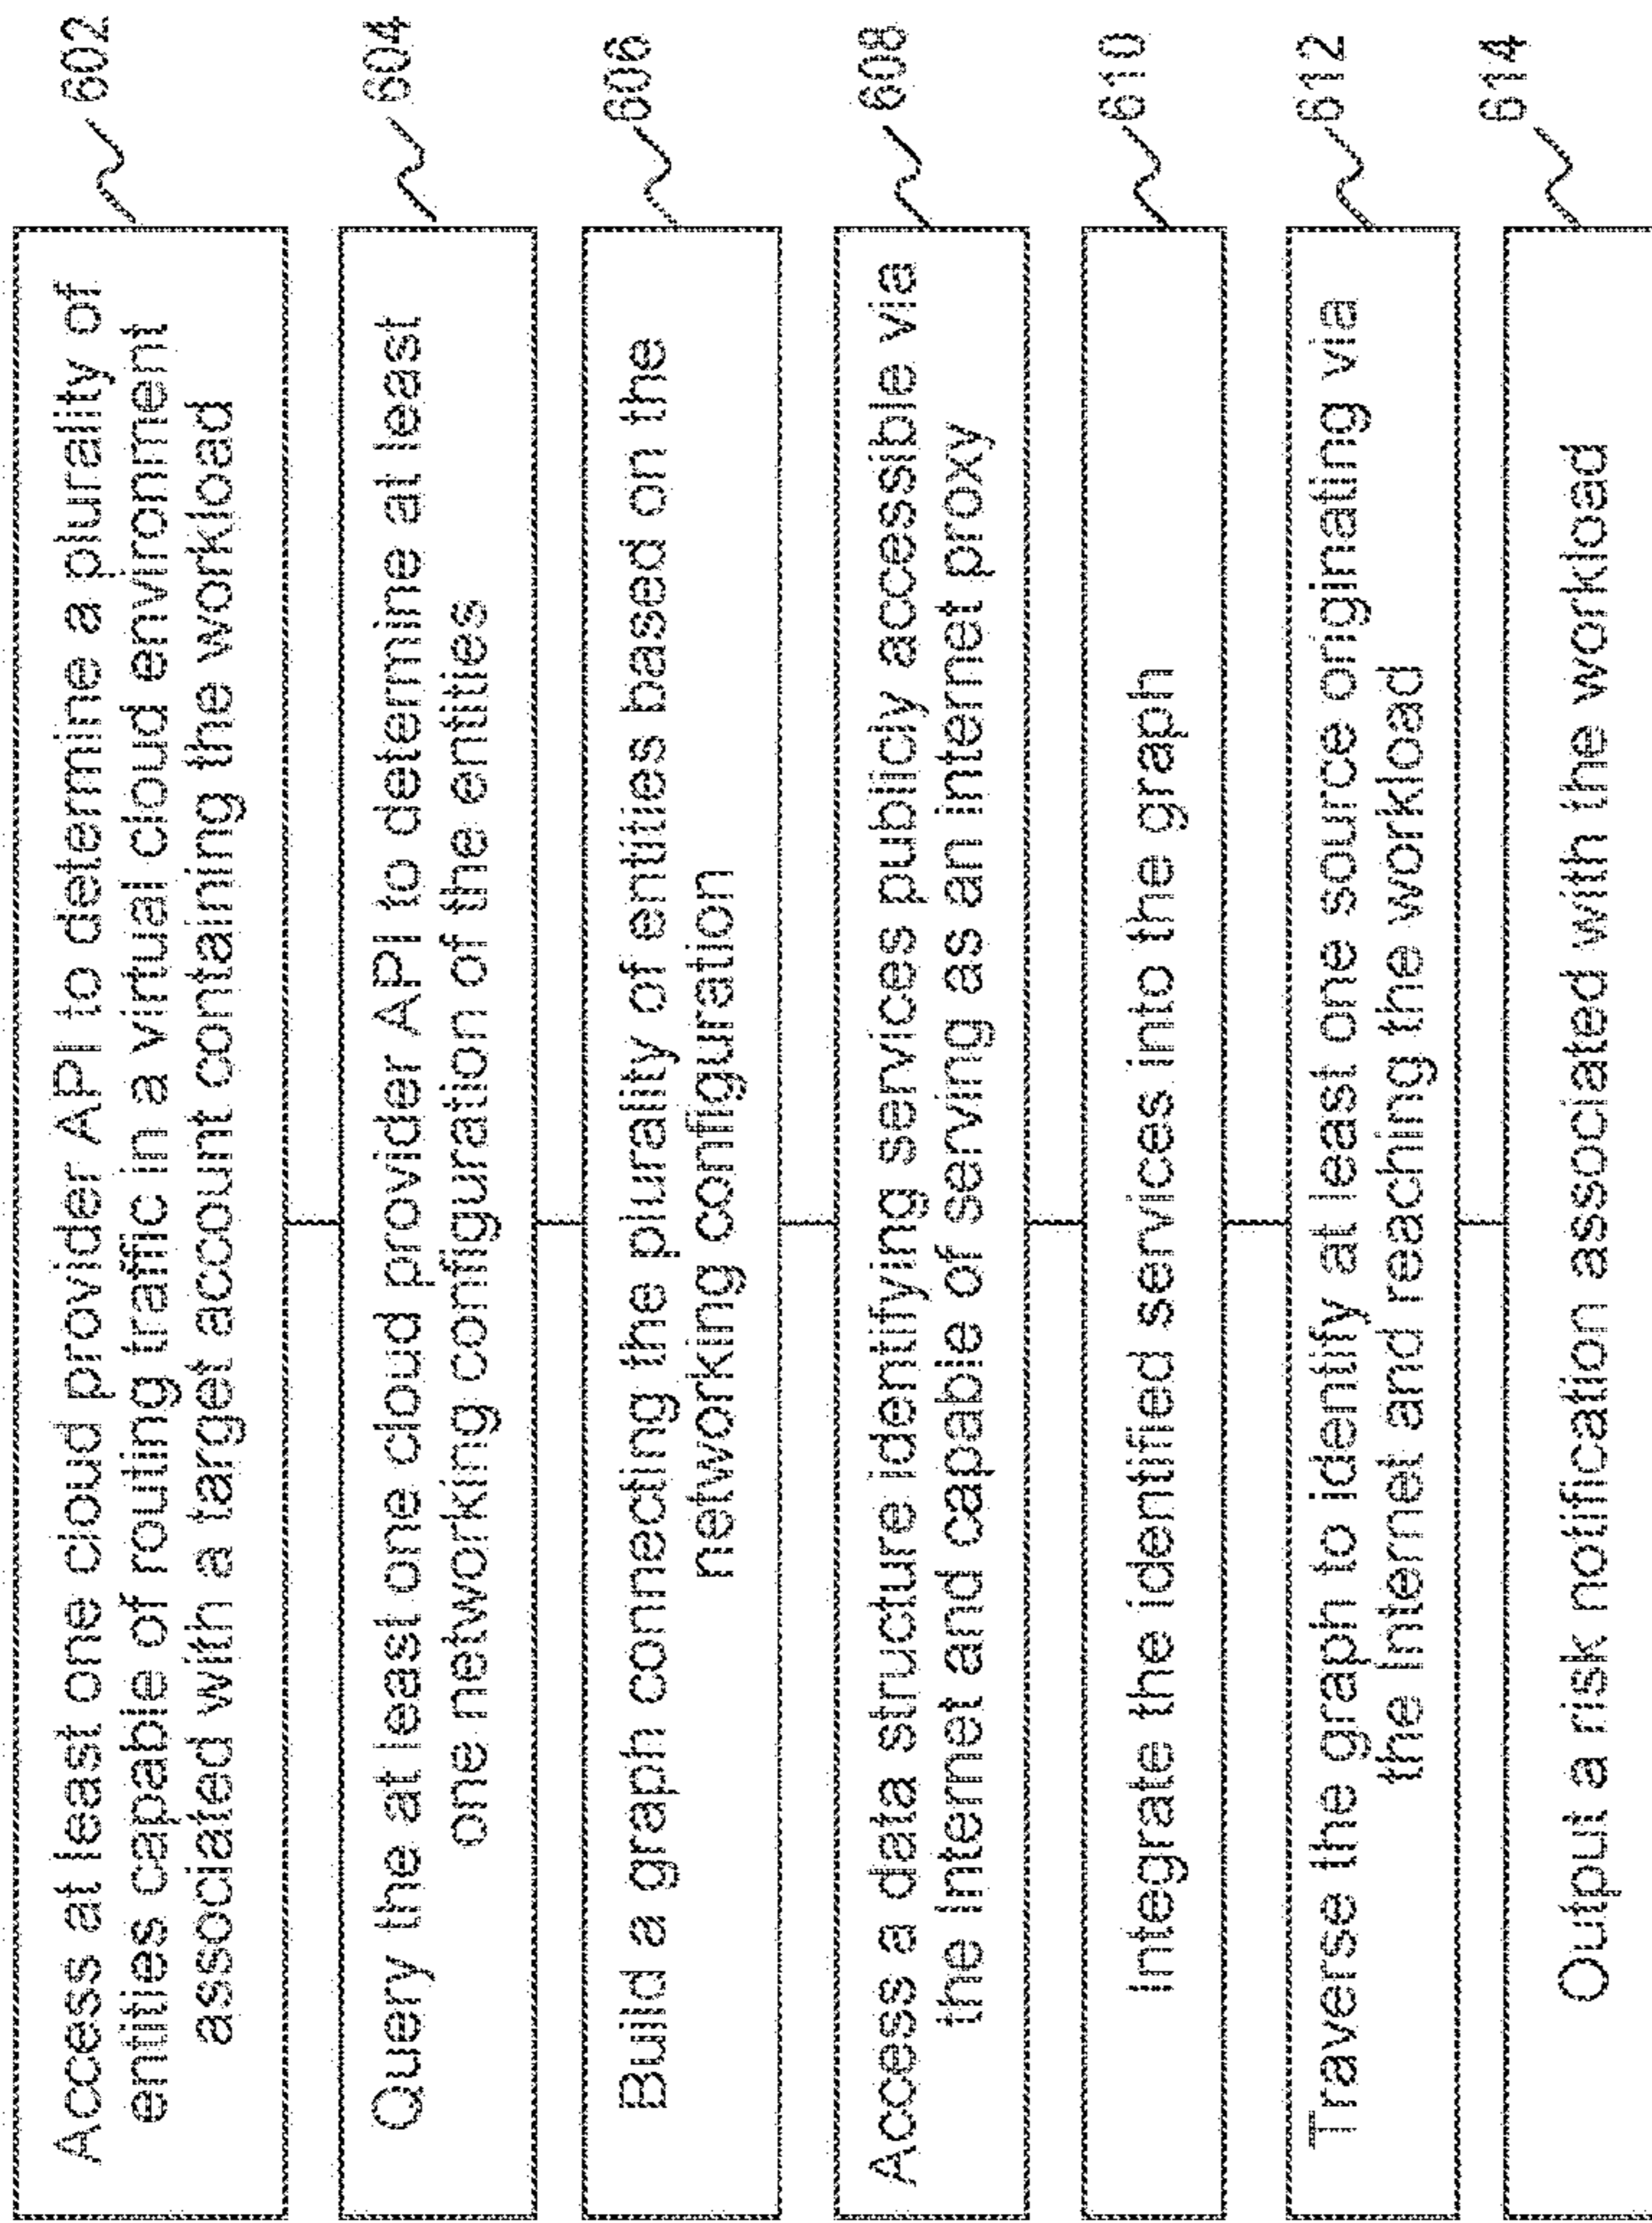 Access at least one cloud provider API to determine a plurality of
entities capable of routing traffic in a virtual cloud environment
associated with a target account containing the workload
602
Query the at least one cloud provider API to determine at least
one networking configuration of the entities
604
Build a graph connecting the plurality of entities based on the
networking configuration
606
Access a data structure identifying services publicly accessible via
the Internet and capable of serving as an internet proxy
608
Integrate the identified services into the graph
610
Traverse the graph to identify at least one source originating via
the Internet and reaching the workload
612
Output a risk notification associated with the workload
614